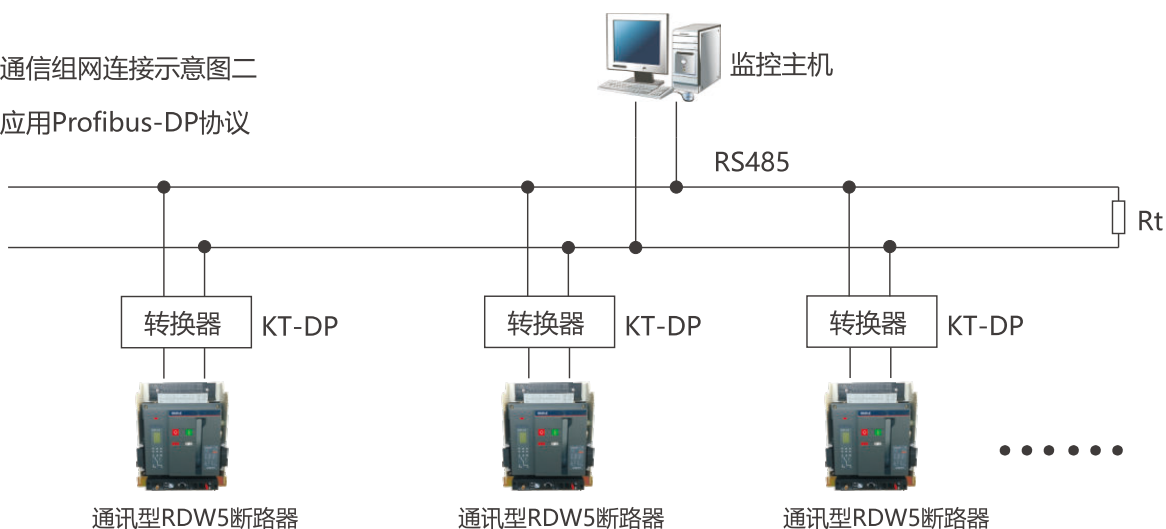 通信组网连接示意图二
监控主机
应用Profibus-DP协议
RS485
Rt
转换器 KT-DP 转换器 KT-DP 转换器 KT-DP
通讯型RDW5断路器 通讯型RDW5断路器 通讯型RDW5断路器